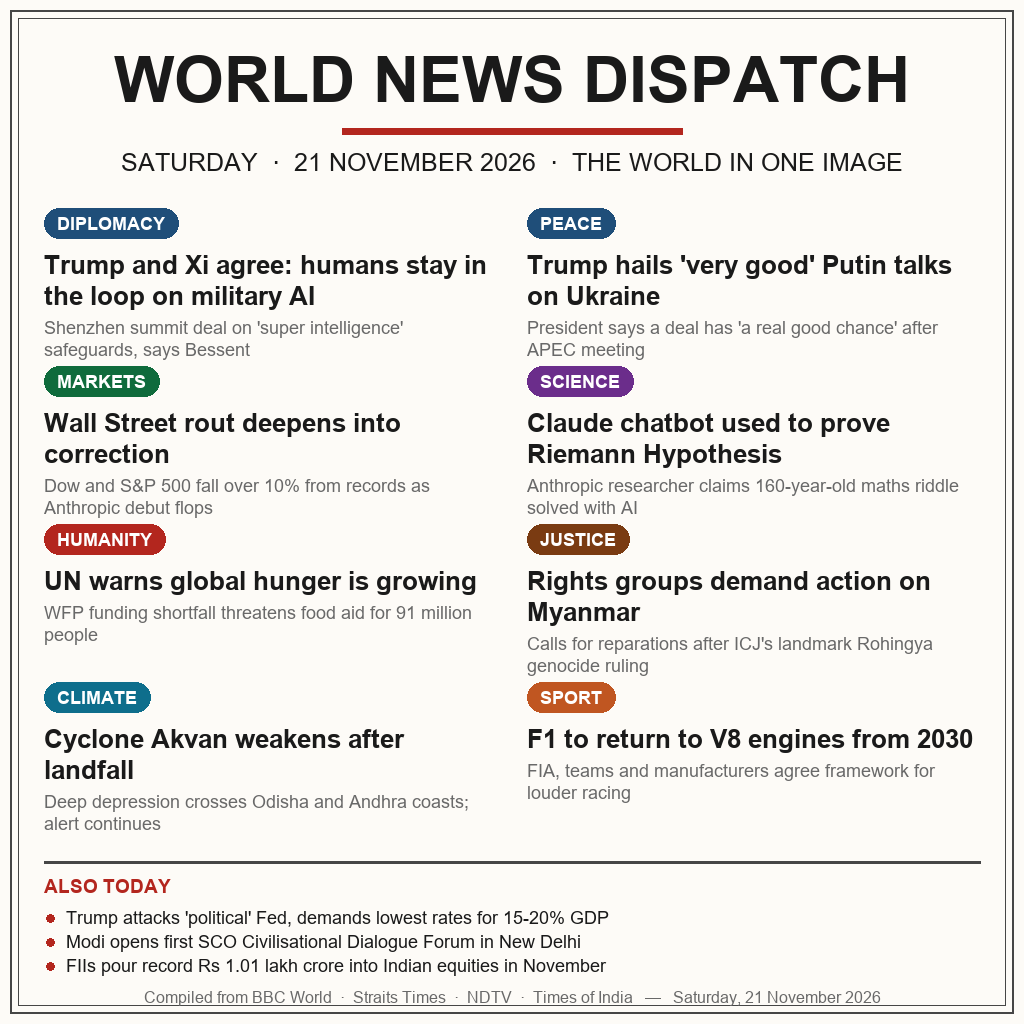 WORLD NEWS DISPATCH
SATURDAY · 21 NOVEMBER 2026 · THE WORLD IN ONE IMAGE
DIPLOMACY
Trump and Xi agree: humans stay in
the loop on military AI
Shenzhen summit deal on 'super intelligence'
safeguards, says Bessent
PEACE
Trump hails 'very good' Putin talks
on Ukraine
President says a deal has 'a real good chance' after
APEC meeting
MARKETS
Wall Street rout deepens into
correction
Dow and S&P 500 fall over 10% from records as
Anthropic debut flops
SCIENCE
Claude chatbot used to prove
Riemann Hypothesis
Anthropic researcher claims 160-year-old maths riddle
solved with AI
HUMANITY
UN warns global hunger is growing
WFP funding shortfall threatens food aid for 91 million
people
JUSTICE
Rights groups demand action on
Myanmar
Calls for reparations after ICJ's landmark Rohingya
genocide ruling
CLIMATE
Cyclone Akvan weakens after
landfall
Deep depression crosses Odisha and Andhra coasts;
alert continues
SPORT
F1 to return to V8 engines from 2030
FIA, teams and manufacturers agree framework for
louder racing
ALSO TODAY
Trump attacks 'political' Fed, demands lowest rates for 15-20% GDP
Modi opens first SCO Civilisational Dialogue Forum in New Delhi
FIIs pour record Rs 1.01 lakh crore into Indian equities in November
Compiled from BBC World · Straits Times · NDTV · Times of India — Saturday, 21 November 2026